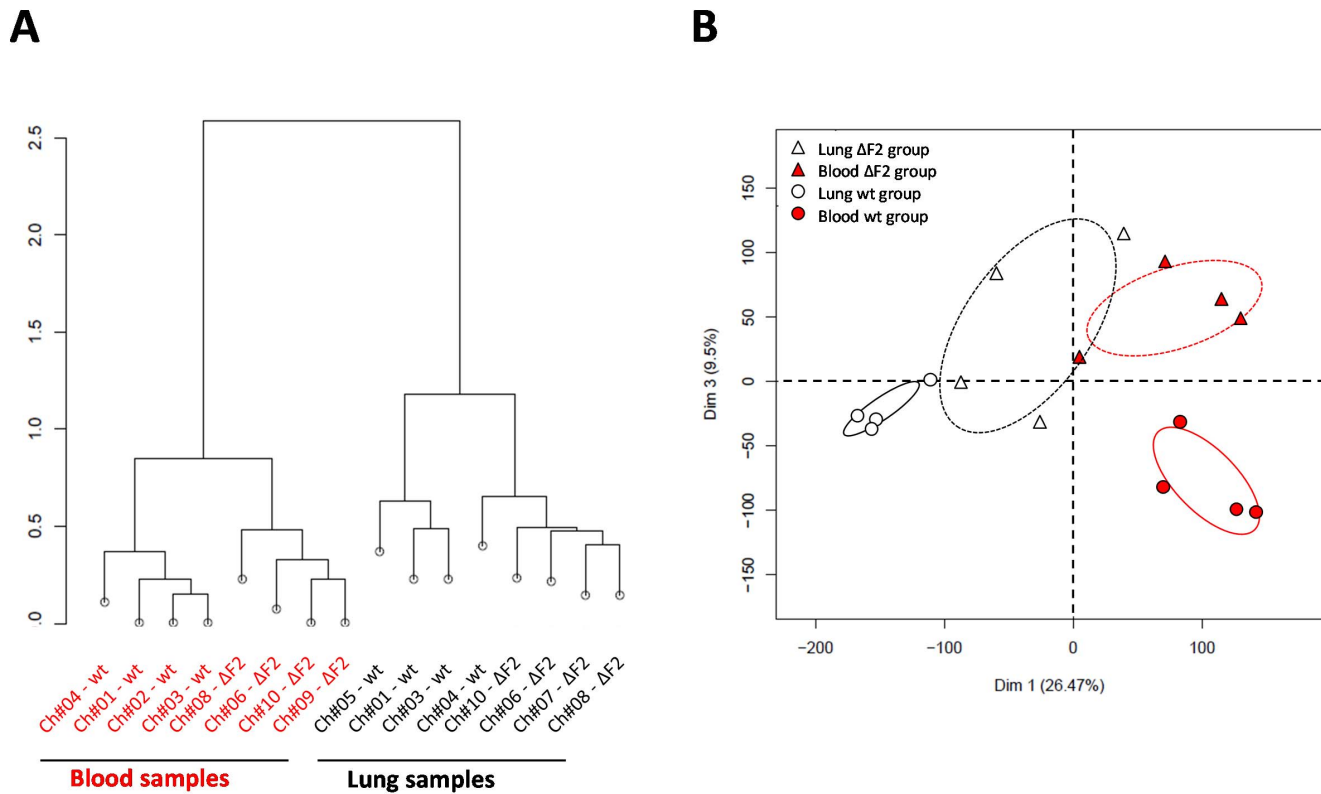 A
B
2.5
2.0
1.5
1.0
0.5
.0
Ch#04 - wt
Ch#01 - wt
Ch#02 - wt
Ch#03 - wt
Ch#08 - ΔF2
Ch#06 - ΔF2
Ch#10 - ΔF2
Ch#09 - ΔF2
Ch#05 - wt
Ch#01 - wt
Ch#03 - wt
Ch#04 - wt
Ch#10 - ΔF2
Ch#06 - ΔF2
Ch#07 - ΔF2
Ch#08 - ΔF2
Blood samples
Lung samples
Lung ΔF2 group
Blood ΔF2 group
Lung wt group
Blood wt group
150
100
50
0
−50
−100
−150
Dim 3 (9.5%)
−200
−100
0
100
Dim 1 (26.47%)